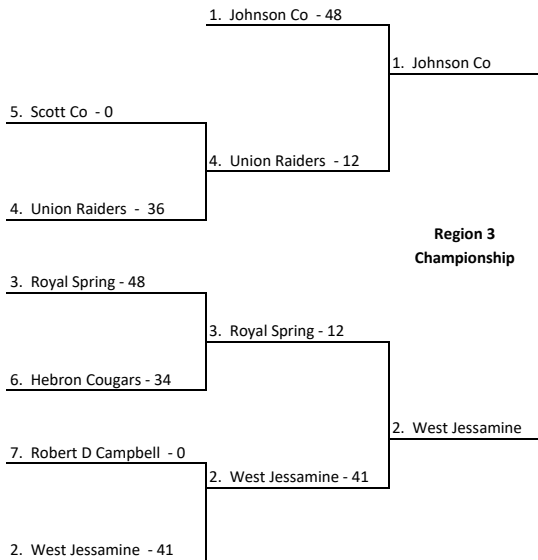 1. Johnson Co - 48
1. Johnson Co
5. Scott Co - 0
4. Union Raiders - 12
4. Union Raiders - 36
Region 3
Championship
3. Royal Spring - 48
3. Royal Spring - 12
6. Hebron Cougars - 34
2. West Jessamine
7. Robert D Campbell - 0
2. West Jessamine - 41
2. West Jessamine - 41